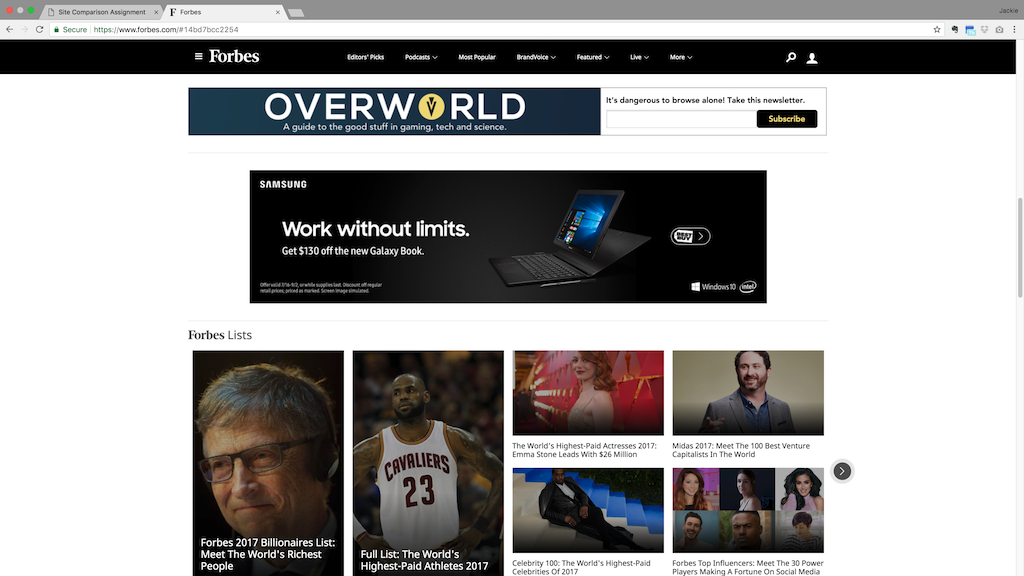 Site Comparison Assignment
Forbes
Jackie
Secure
https://www.forbes.com/#14bd7bcc2254
Forbes
Editors' Picks
Podcasts
Most Popular
BrandVoice
Featured
Live
More
OVERWORLD
A guide to the good stuff in gaming, tech and science.
It's dangerous to browse alone! Take this newsletter.
Subscribe
SAMSUNG
Work without limits.
Get $130 off the new Galaxy Book.
BEST BUY
Offer valid 7/16-9/2, or while supplies last. Discount off regular
retail prices, priced as marked. Screen image simulated.
Windows 10
intel
Forbes Lists
CAVALIERS
23
Forbes 2017 Billionaires List:
Meet The World's Richest
People
Full List: The World's
Highest-Paid Athletes 2017
The World's Highest-Paid Actresses 2017:
Emma Stone Leads With $26 Million
Midas 2017: Meet The 100 Best Venture
Capitalists In The World
Celebrity 100: The World's Highest-Paid
Celebrities Of 2017
Forbes Top Influencers: Meet The 30 Power
Players Making A Fortune On Social Media